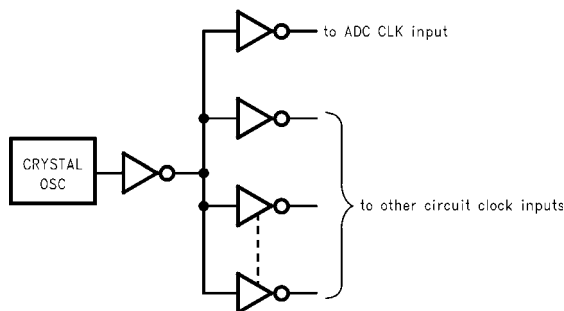 to ADC CLK input
CRYSTAL
OSC
to other circuit clock inputs